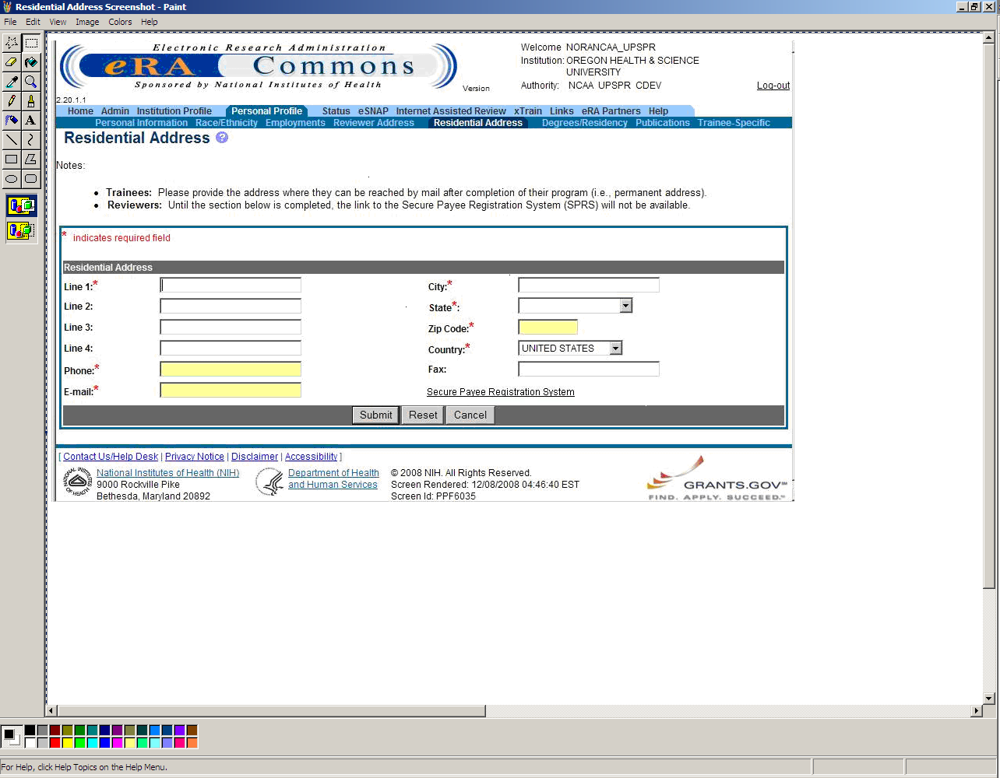 Residential Address Screenshot - Paint
File Edit View Image Colors Help
Electronic Research Administration
eRA Commons
Sponsored by National Institutes of Health
Version
2.20.1.1
Welcome NORANCAA_UPSPR
Institution: OREGON HEALTH & SCIENCE
UNIVERSITY
Authority: NCAA UPSPR CDEV
Log-out
Home Admin Institution Profile Personal Profile Status eSNAP Internet Assisted Review xTrain Links eRA Partners Help
Personal Information Race/Ethnicity Employments Reviewer Address Residential Address Degrees/Residency Publications Trainee-Specific
Residential Address ?
Notes:
• Trainees: Please provide the address where they can be reached by mail after completion of their program (i.e., permanent address).
• Reviewers: Until the section below is completed, the link to the Secure Payee Registration System (SPRS) will not be available.
* indicates required field
Residential Address
Line 1:* City:*
Line 2: State*:
Line 3: Zip Code:*
Line 4: Country:* UNITED STATES
Phone:* Fax:
E-mail:* Secure Payee Registration System
Submit Reset Cancel
[ Contact Us/Help Desk | Privacy Notice | Disclaimer | Accessibility ]
NATIONAL INSTITUTES OF HEALTH
National Institutes of Health (NIH)
9000 Rockville Pike
Bethesda, Maryland 20892
Department of Health
and Human Services
© 2008 NIH. All Rights Reserved.
Screen Rendered: 12/08/2008 04:46:40 EST
Screen Id: PPF6035
GRANTS.GOV℠
FIND. APPLY. SUCCEED.℠
A
For Help, click Help Topics on the Help Menu.